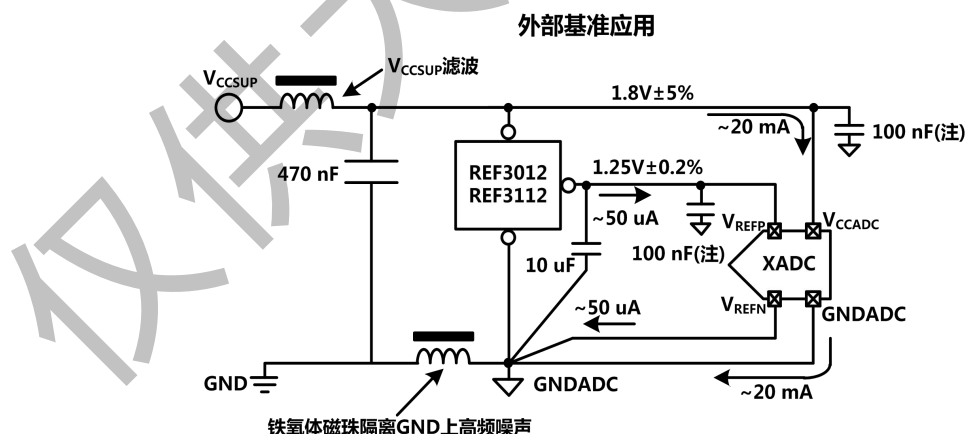 外部基准应用
VCCSUP
VCCSUP滤波
1.8V±5%
~20 mA
100 nF(注)
470 nF
REF3012
REF3112
1.25V±0.2%
~50 uA
10 uF
100 nF(注)
VREFP
VCCADC
XADC
VREFN
GNDADC
~50 uA
GND
GNDADC
~20 mA
铁氧体磁珠隔离GND上高频噪声
仅供